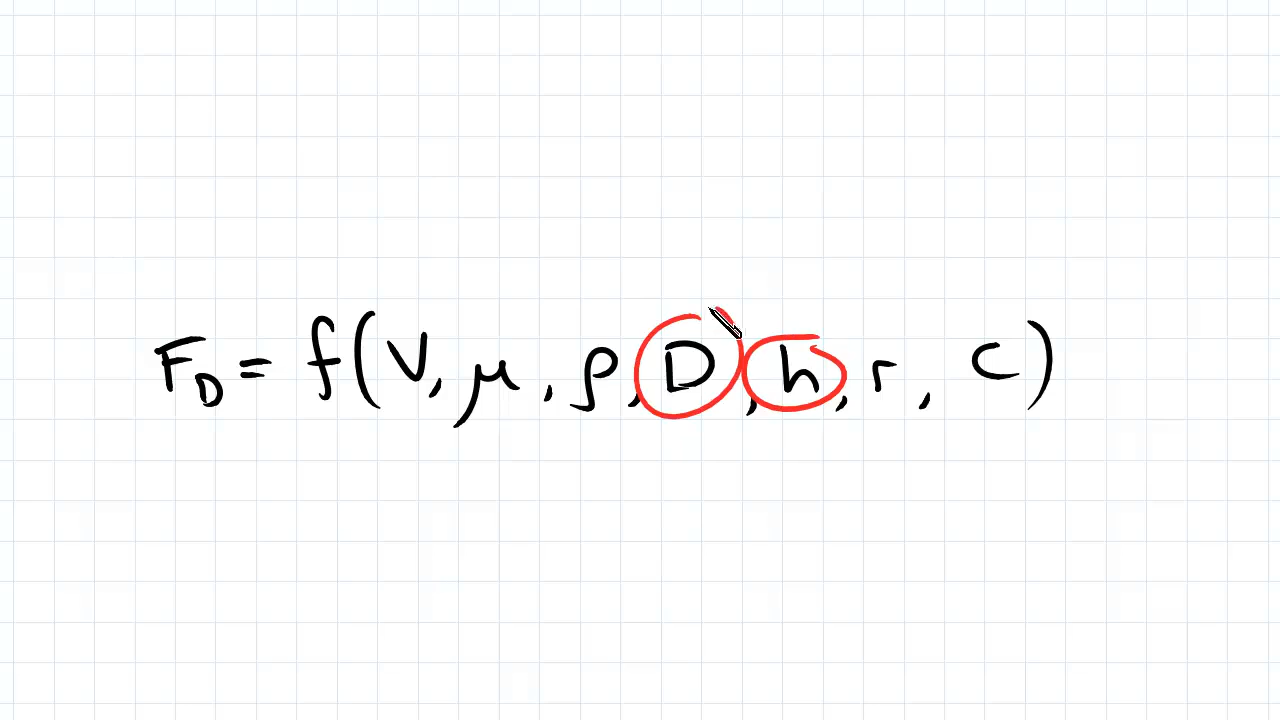 F_D = f(V, μ, ρ, D, h, r, c)